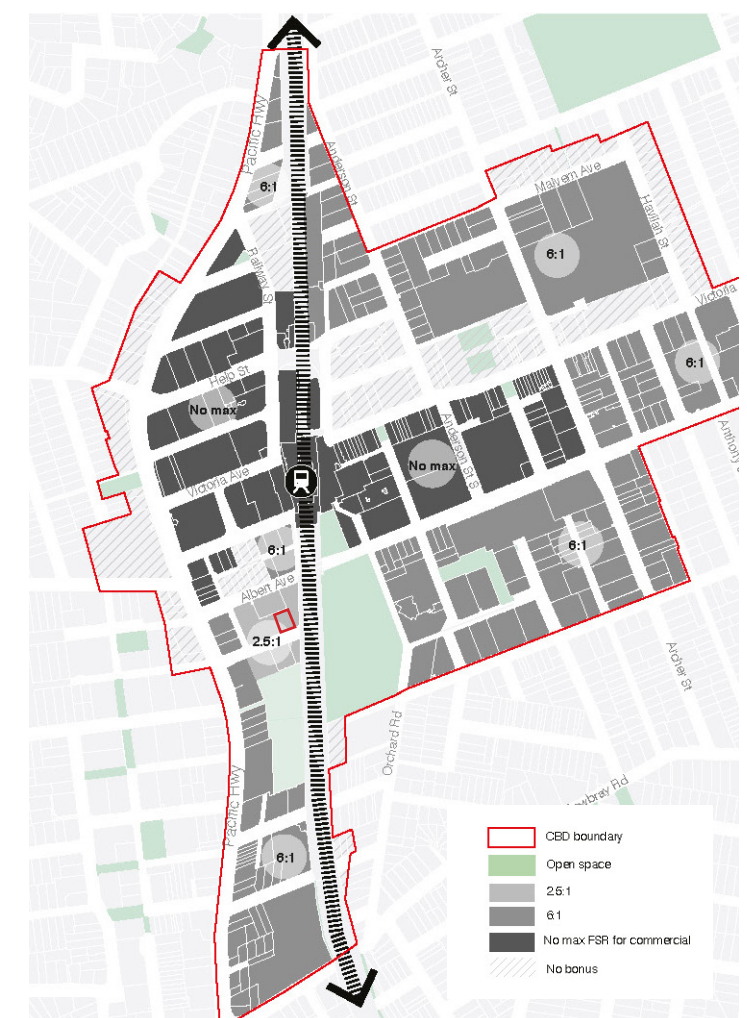 Archer St
Pacific Hwy
Anderson St
6:1
Malvern Ave
Havilah St
6:1
Railway St
Victoria
6:1
Help St
No max
Anderson St S
No max
Anthony S
Victoria Ave
6:1
6:1
Albert Ave
2.5:1
Archer St
Orchard Rd
Pacific Hwy
wbray Rd
6:1
CBD boundary
Open space
2.5:1
6:1
No max FSR for commercial
No bonus